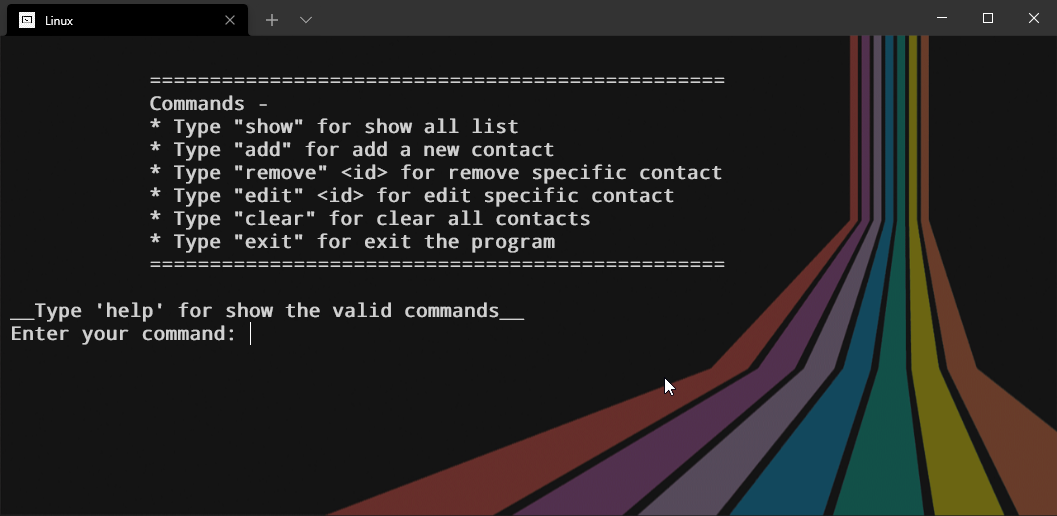 Linux
================================================
Commands -
* Type "show" for show all list
* Type "add" for add a new contact
* Type "remove" <id> for remove specific contact
* Type "edit" <id> for edit specific contact
* Type "clear" for clear all contacts
* Type "exit" for exit the program
================================================
__Type 'help' for show the valid commands__
Enter your command: